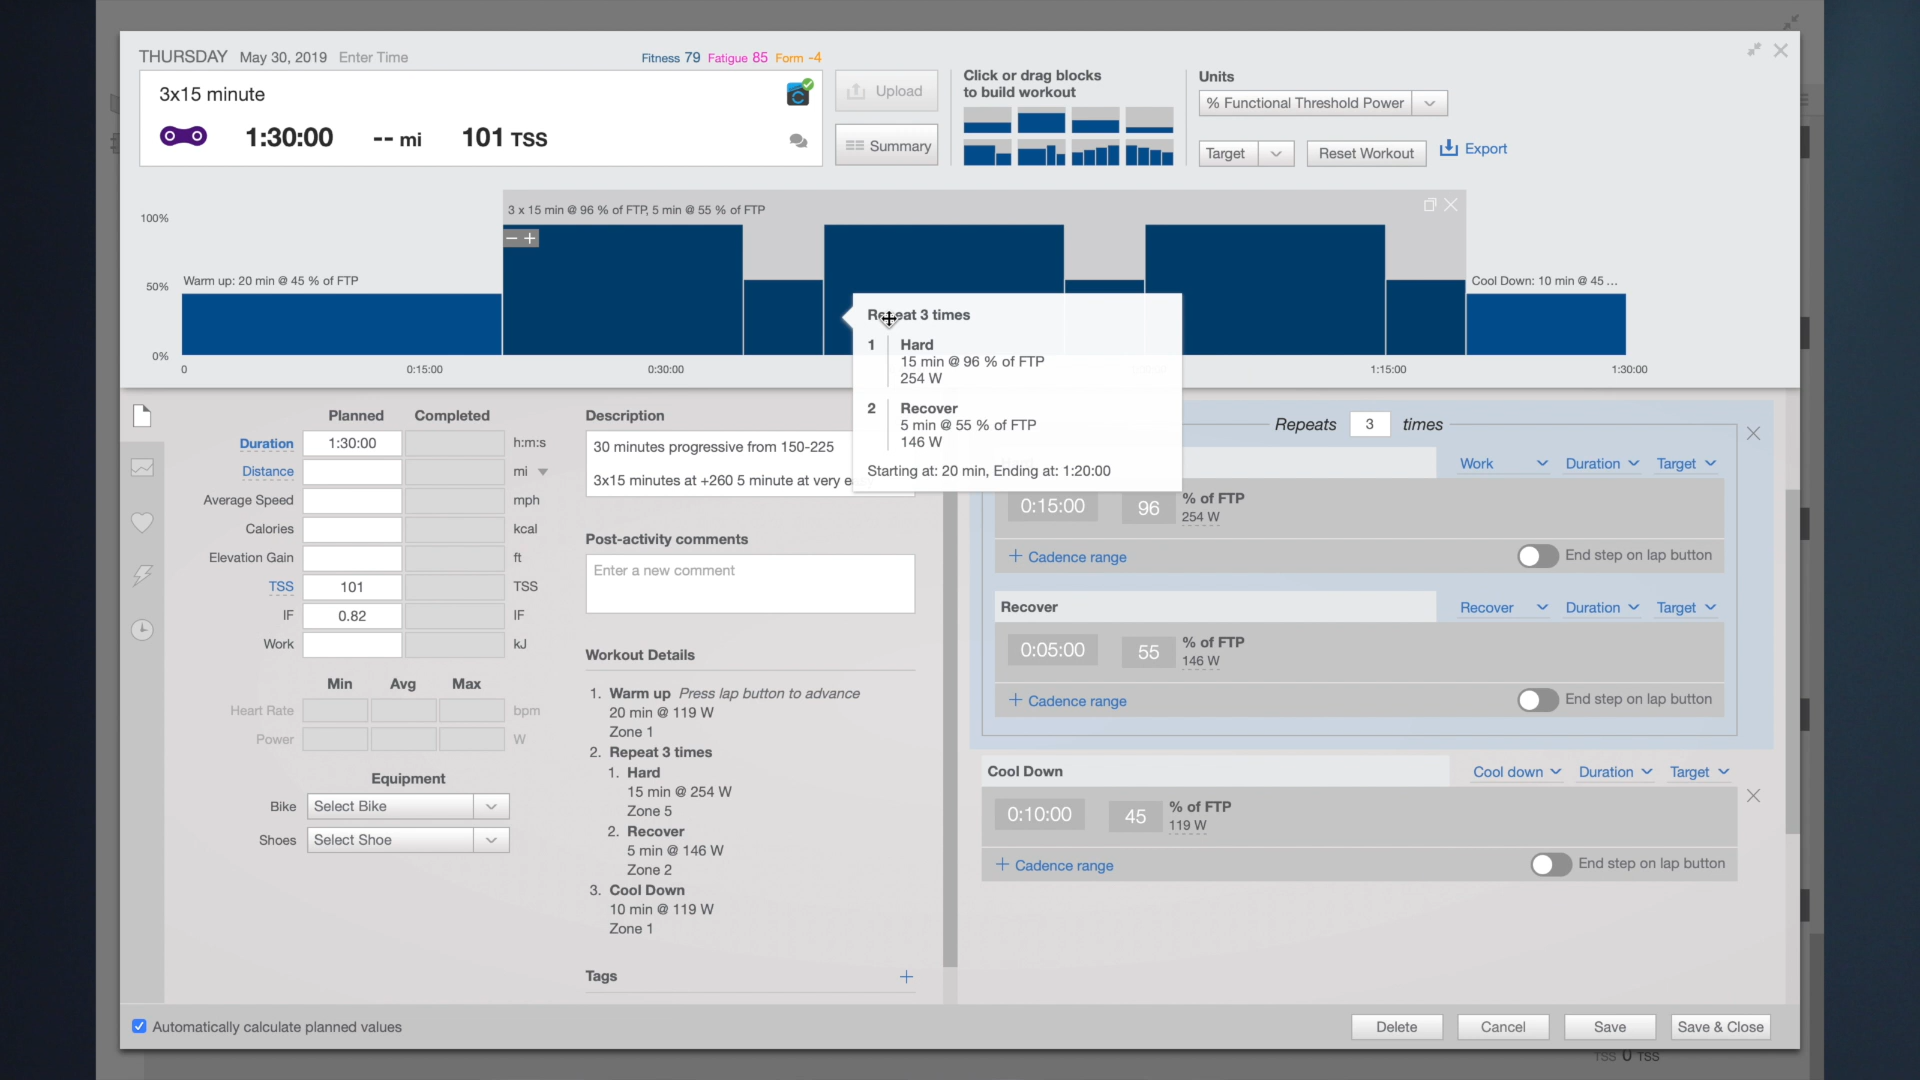 THURSDAY May 30, 2019 Enter Time
Fitness 79 Fatigue 85 Form -4
3x15 minute
1:30:00 -- mi 101 TSS
Upload
Summary
Click or drag blocks
to build workout
Units
% Functional Threshold Power
Target
Reset Workout
Export
100%
50%
0%
3 x 15 min @ 96 % of FTP, 5 min @ 55 % of FTP
Warm up: 20 min @ 45 % of FTP
Cool Down: 10 min @ 45 ...
0 0:15:00 0:30:00 1:15:00 1:30:00
Repeat 3 times
1 Hard
15 min @ 96 % of FTP
254 W
2 Recover
5 min @ 55 % of FTP
146 W
Starting at: 20 min, Ending at: 1:20:00
Planned Completed
Duration 1:30:00 h:m:s
Distance mi
Average Speed mph
Calories kcal
Elevation Gain ft
TSS 101 TSS
IF 0.82 IF
Work kJ
Min Avg Max
Heart Rate bpm
Power W
Equipment
Bike Select Bike
Shoes Select Shoe
Description
30 minutes progressive from 150-225
3x15 minutes at +260 5 minute at very
Post-activity comments
Enter a new comment
Workout Details
1. Warm up Press lap button to advance
20 min @ 119 W
Zone 1
2. Repeat 3 times
1. Hard
15 min @ 254 W
Zone 5
2. Recover
5 min @ 146 W
Zone 2
3. Cool Down
10 min @ 119 W
Zone 1
Tags
Repeats 3 times
Work Duration Target
0:15:00 96 % of FTP
254 W
+ Cadence range
End step on lap button
Recover
Recover Duration Target
0:05:00 55 % of FTP
146 W
+ Cadence range
End step on lap button
Cool Down
Cool down Duration Target
0:10:00 45 % of FTP
119 W
+ Cadence range
End step on lap button
Automatically calculate planned values
Delete
Cancel
Save
Save & Close
TSS 0 TSS